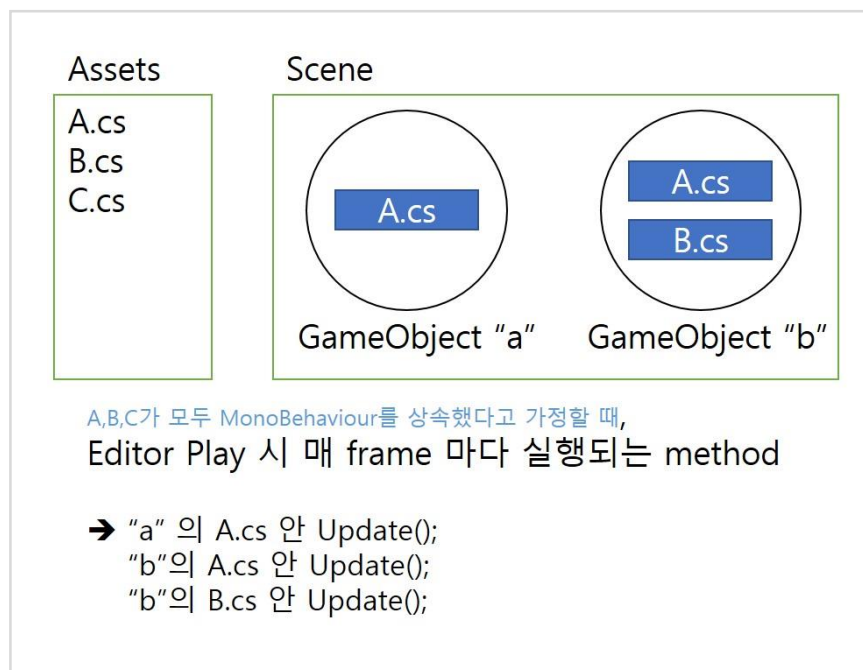 Assets
Scene
A.cs
B.cs
C.cs
A.cs
A.cs
B.cs
GameObject “a”
GameObject “b”
A,B,C가 모두 MonoBehaviour를 상속했다고 가정할 때,
Editor Play 시 매 frame 마다 실행되는 method
➔ “a” 의 A.cs 안 Update();
“b”의 A.cs 안 Update();
“b”의 B.cs 안 Update();